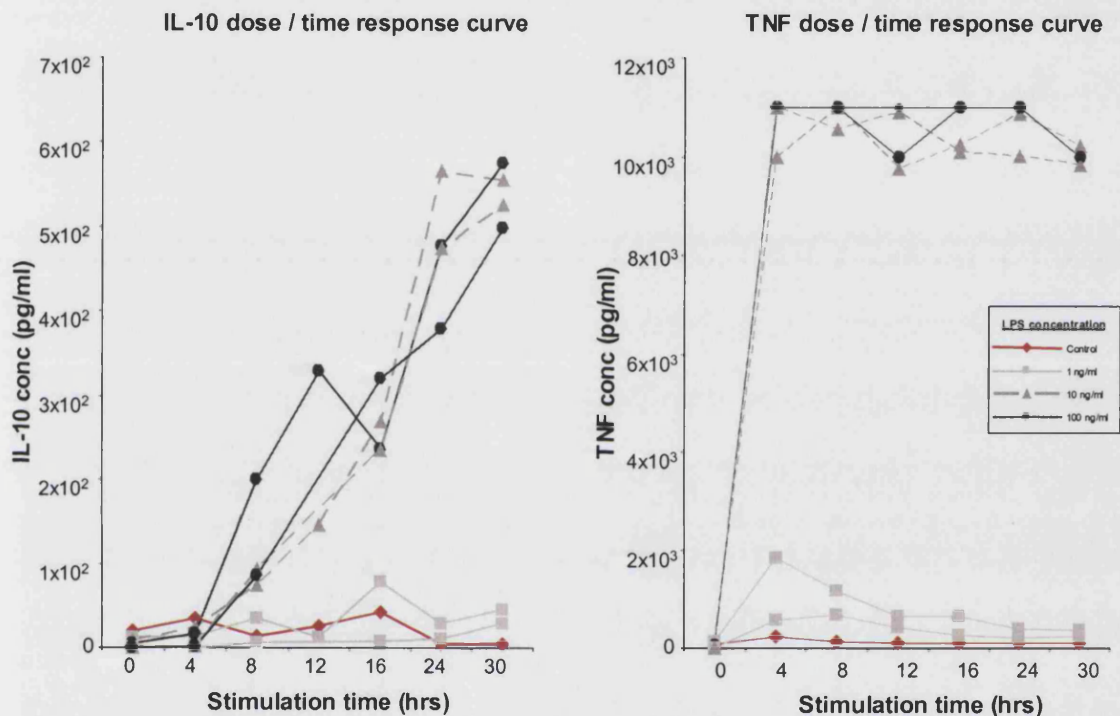 IL-10 dose / time response curve
7x10²
6x10²
5x10²
4x10²
3x10²
2x10²
1x10²
0
IL-10 conc (pg/ml)
0 4 8 12 16 24 30
Stimulation time (hrs)
TNF dose / time response curve
12x10³
10x10³
8x10³
6x10³
4x10³
2x10³
0
TNF conc (pg/ml)
0 4 8 12 16 24 30
Stimulation time (hrs)
LPS concentration
Control
1 ng/ml
10 ng/ml
100 ng/ml